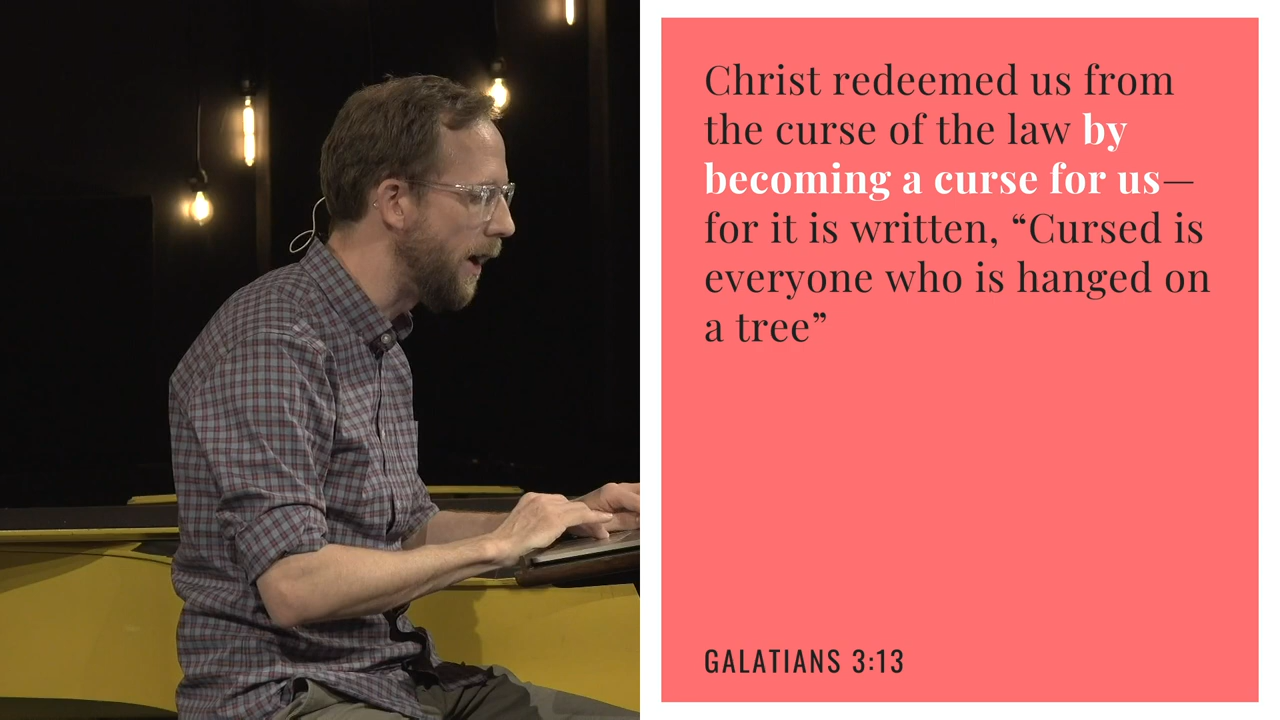 Christ redeemed us from
the curse of the law by
becoming a curse for us—
for it is written, “Cursed is
everyone who is hanged on
a tree”
GALATIANS 3:13